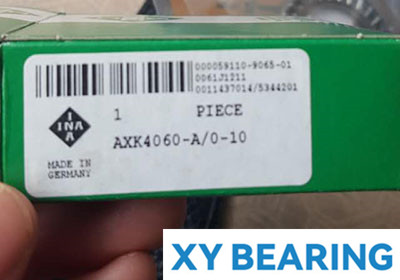 000059110-9065-01
0061J1211
0011437014/5344201
I
INA
A
1 PIECE
AXK4060-A/0-10
MADE IN
GERMANY
XY BEARING